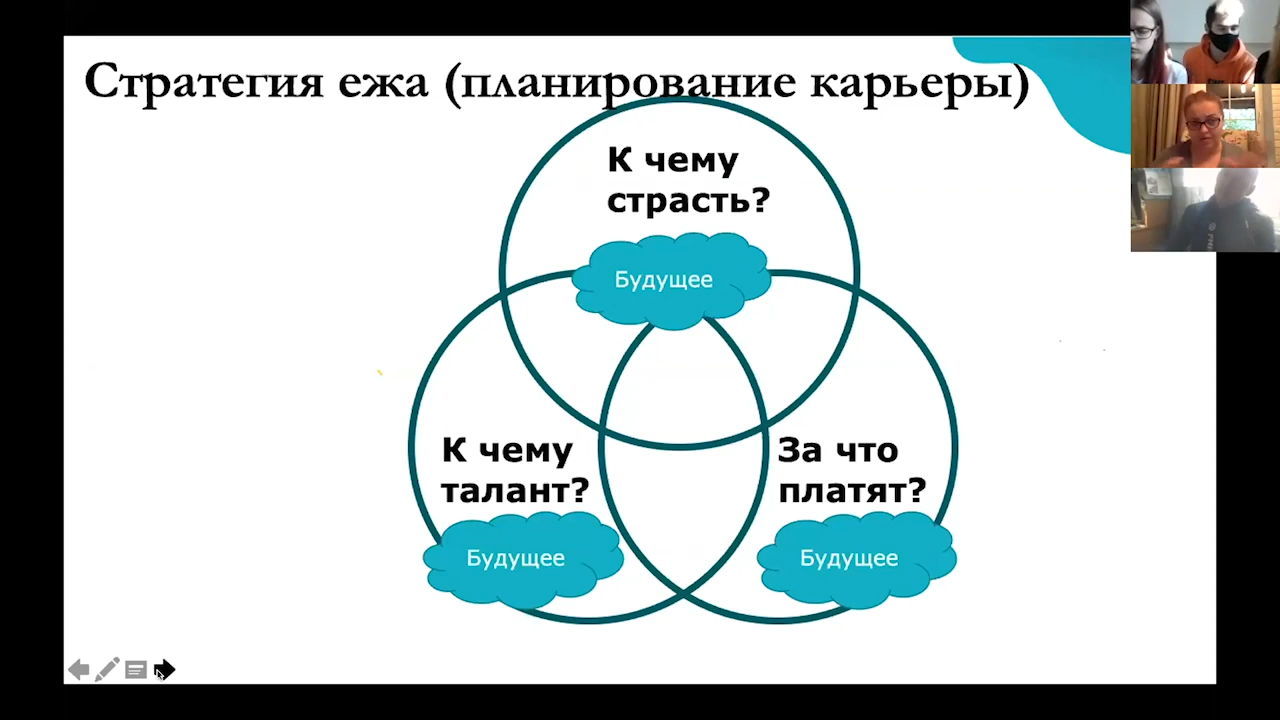 Стратегия ежа (планирование карьеры)
К чему
страсть?
Будущее
К чему
талант?
Будущее
За что
платят?
Будущее